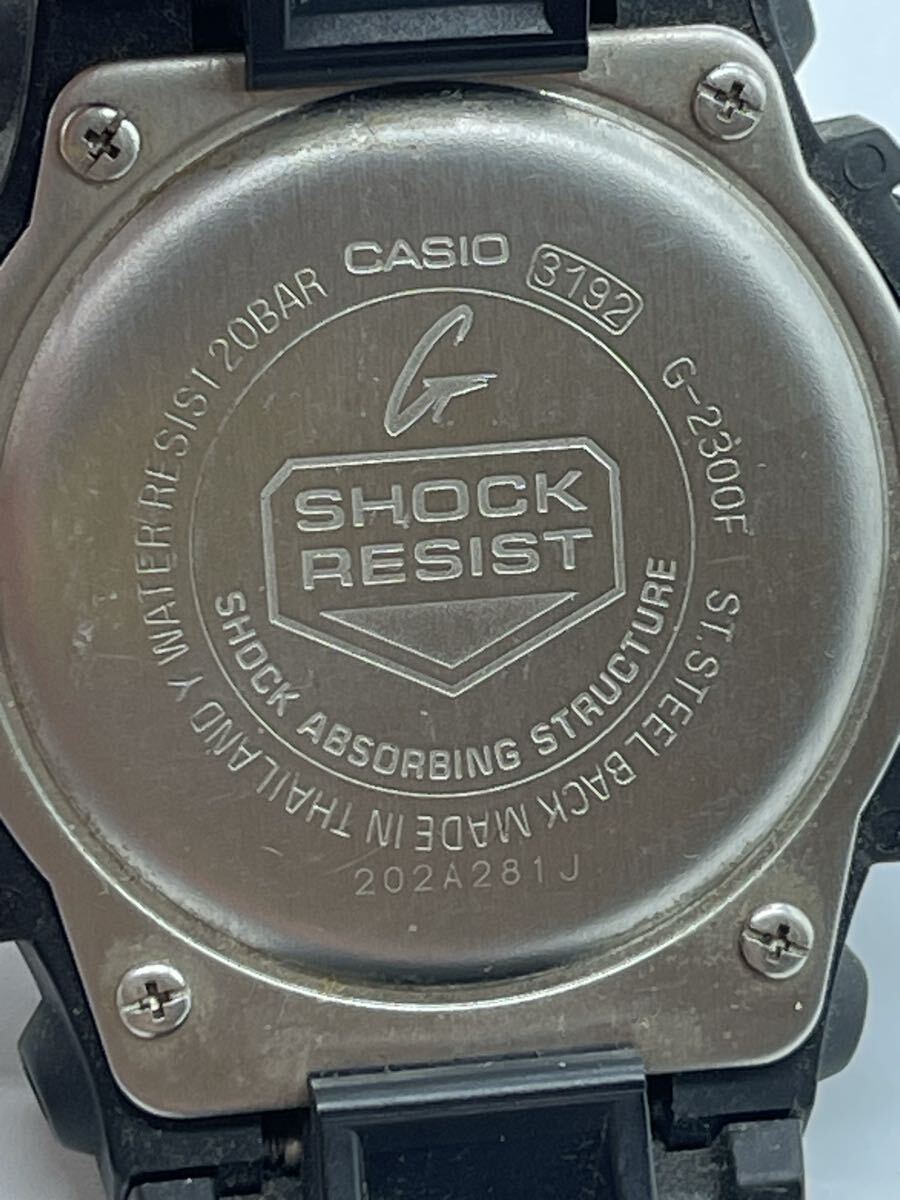 CASIO
3192
G-2300F
ST.STEEL BACK MADE IN THAILAND Y WATER RESIST 20BAR
G
SHOCK
RESIST
SHOCK ABSORBING STRUCTURE
202A281J